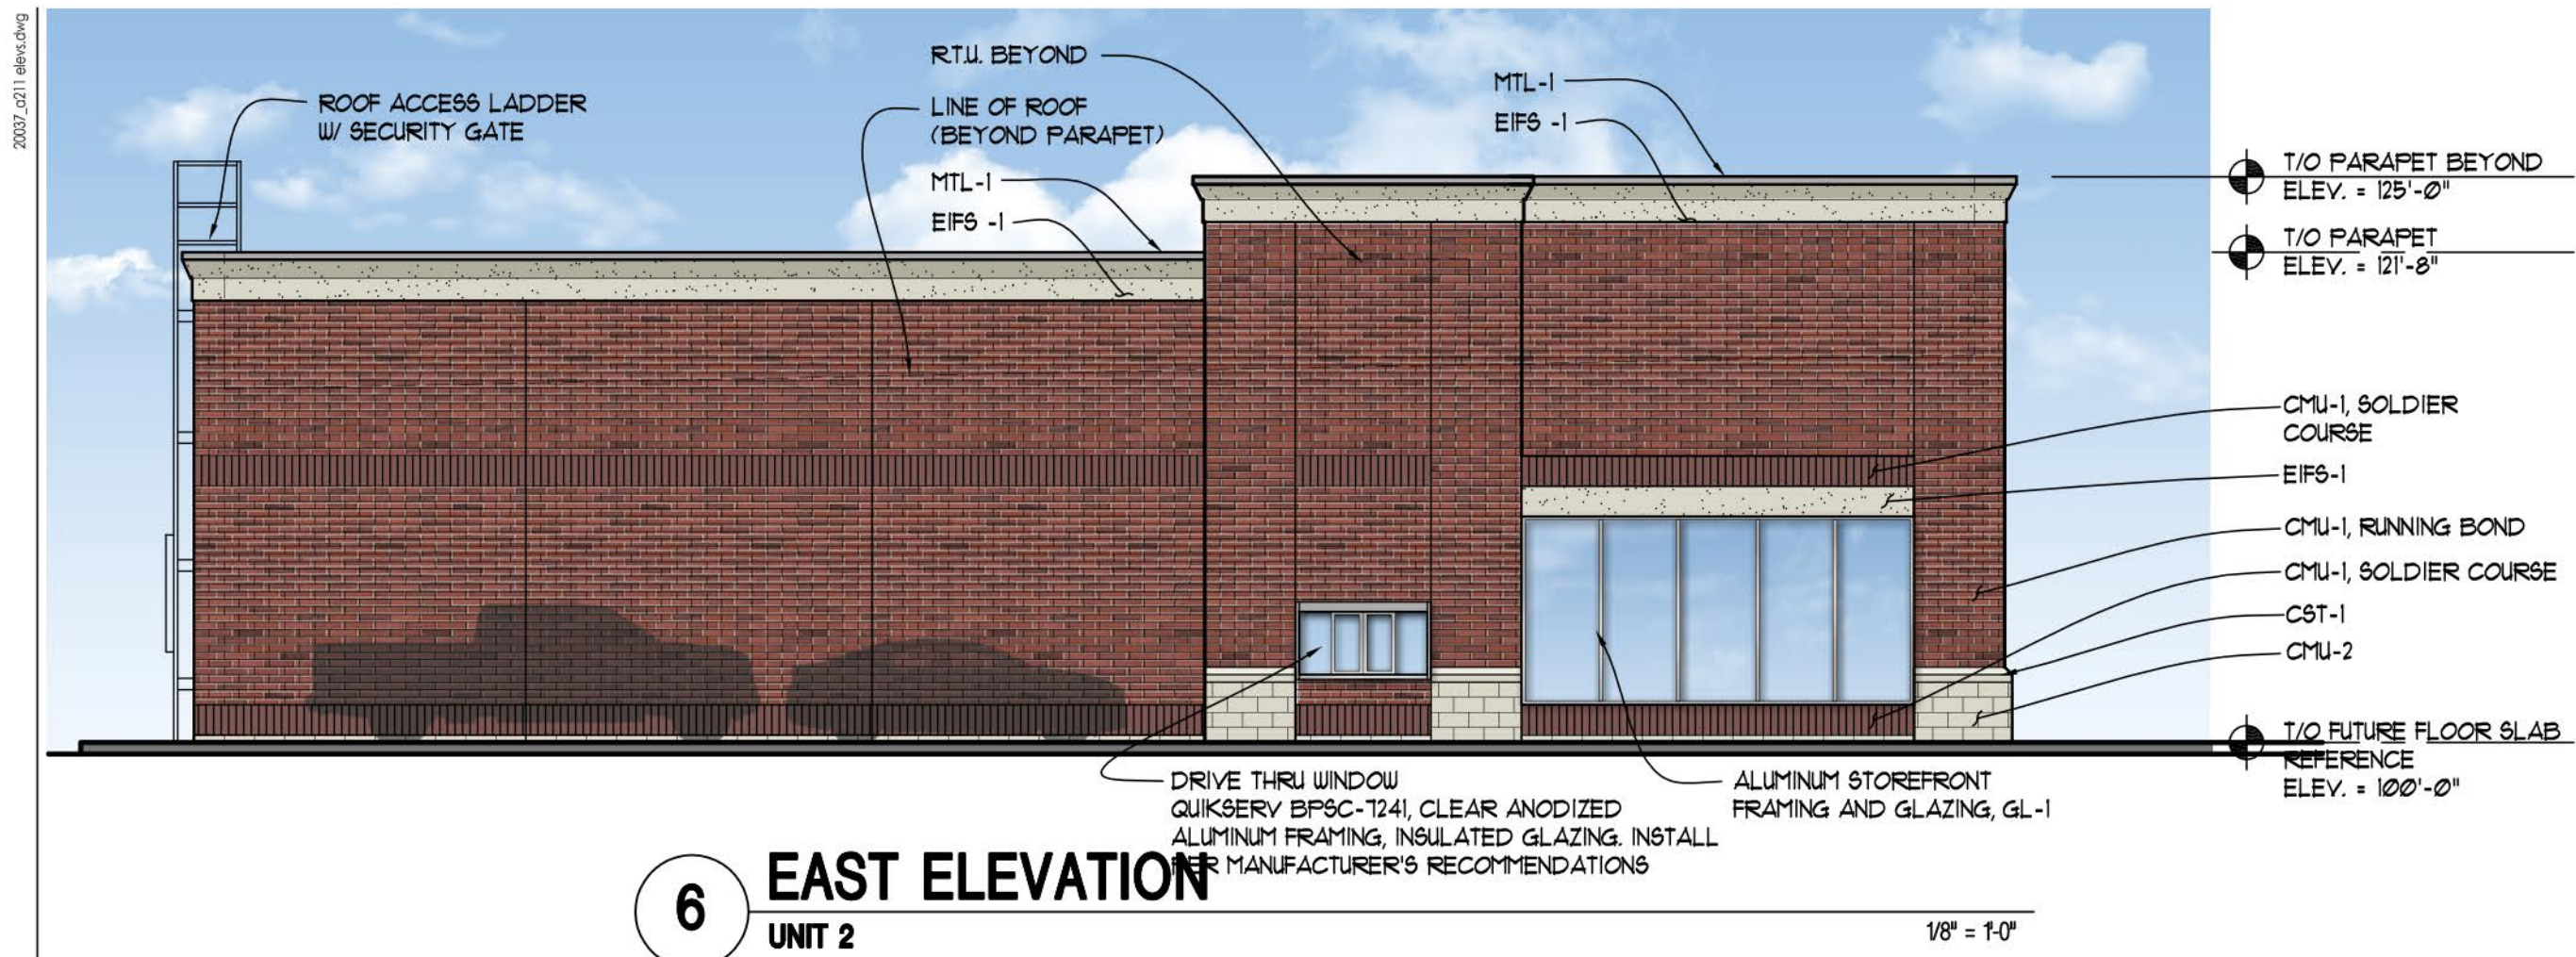 20037_a211 elevs.dwg
ROOF ACCESS LADDER
W/ SECURITY GATE
R.T.U. BEYOND
LINE OF ROOF
(BEYOND PARAPET)
MTL-1
EIFS -1
MTL-1
EIFS -1
T/O PARAPET BEYOND
ELEV. = 125'-0"
T/O PARAPET
ELEV. = 121'-8"
CMU-1, SOLDIER
COURSE
EIFS-1
CMU-1, RUNNING BOND
CMU-1, SOLDIER COURSE
CST-1
CMU-2
T/O FUTURE FLOOR SLAB
REFERENCE
ELEV. = 100'-0"
DRIVE THRU WINDOW
QUIKSERV BPSC-7241, CLEAR ANODIZED
ALUMINUM FRAMING, INSULATED GLAZING. INSTALL
PER MANUFACTURER'S RECOMMENDATIONS
ALUMINUM STOREFRONT
FRAMING AND GLAZING, GL-1
6
EAST ELEVATION
UNIT 2
1/8" = 1'-0"